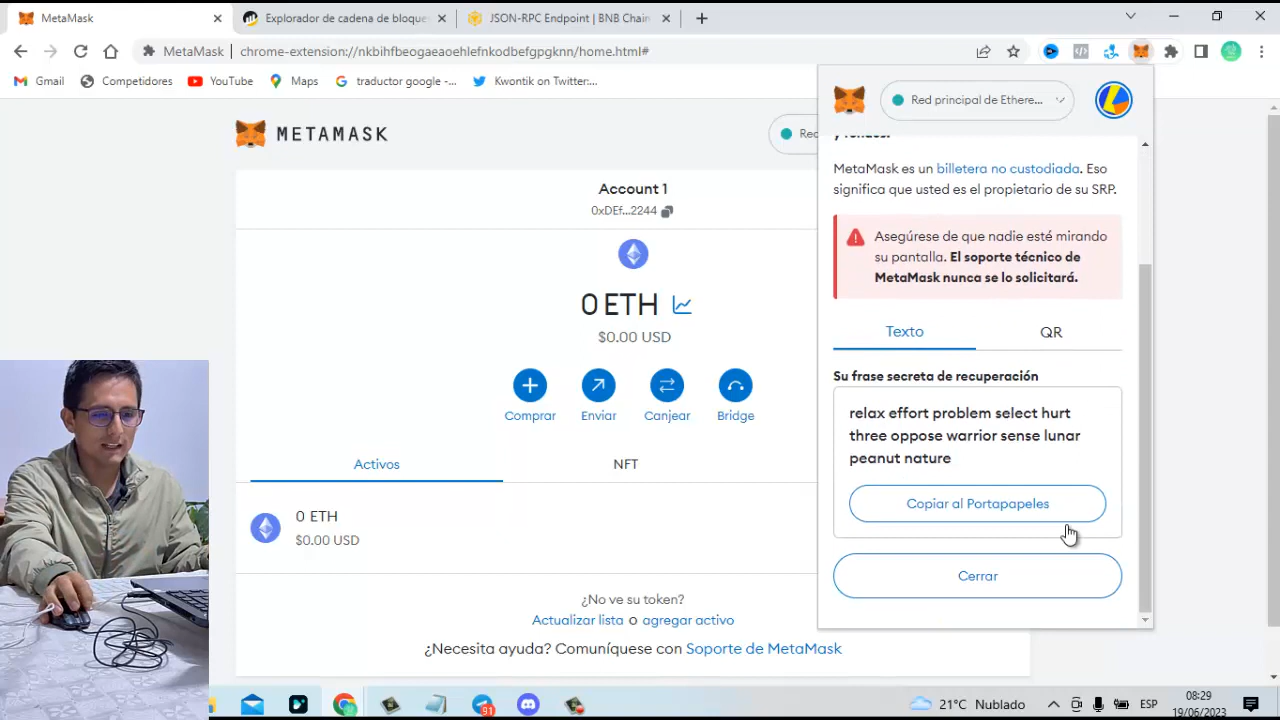 MetaMask
Explorador de cadena de bloque
JSON-RPC Endpoint | BNB Chain
MetaMask | chrome-extension://nkbihfbeogaeaoehlefnkodbefgpgknn/home.html#
Gmail
Competidores
YouTube
Maps
traductor google -...
Kwontik on Twitter:...
METAMASK
Red
Account 1
0xDEf...2244
0 ETH
$0.00 USD
Comprar
Enviar
Canjear
Bridge
Activos
NFT
0 ETH
$0.00 USD
¿No ve su token?
Actualizar lista o agregar activo
¿Necesita ayuda? Comuníquese con Soporte de MetaMask
Red principal de Ethere...
y fondos.
MetaMask es un billetera no custodiada. Eso
significa que usted es el propietario de su SRP.
Asegúrese de que nadie esté mirando
su pantalla. El soporte técnico de
MetaMask nunca se lo solicitará.
Texto
QR
Su frase secreta de recuperación
relax effort problem select hurt
three oppose warrior sense lunar
peanut nature
Copiar al Portapapeles
Cerrar
91
21°C Nublado
ESP
08:29
19/06/2023